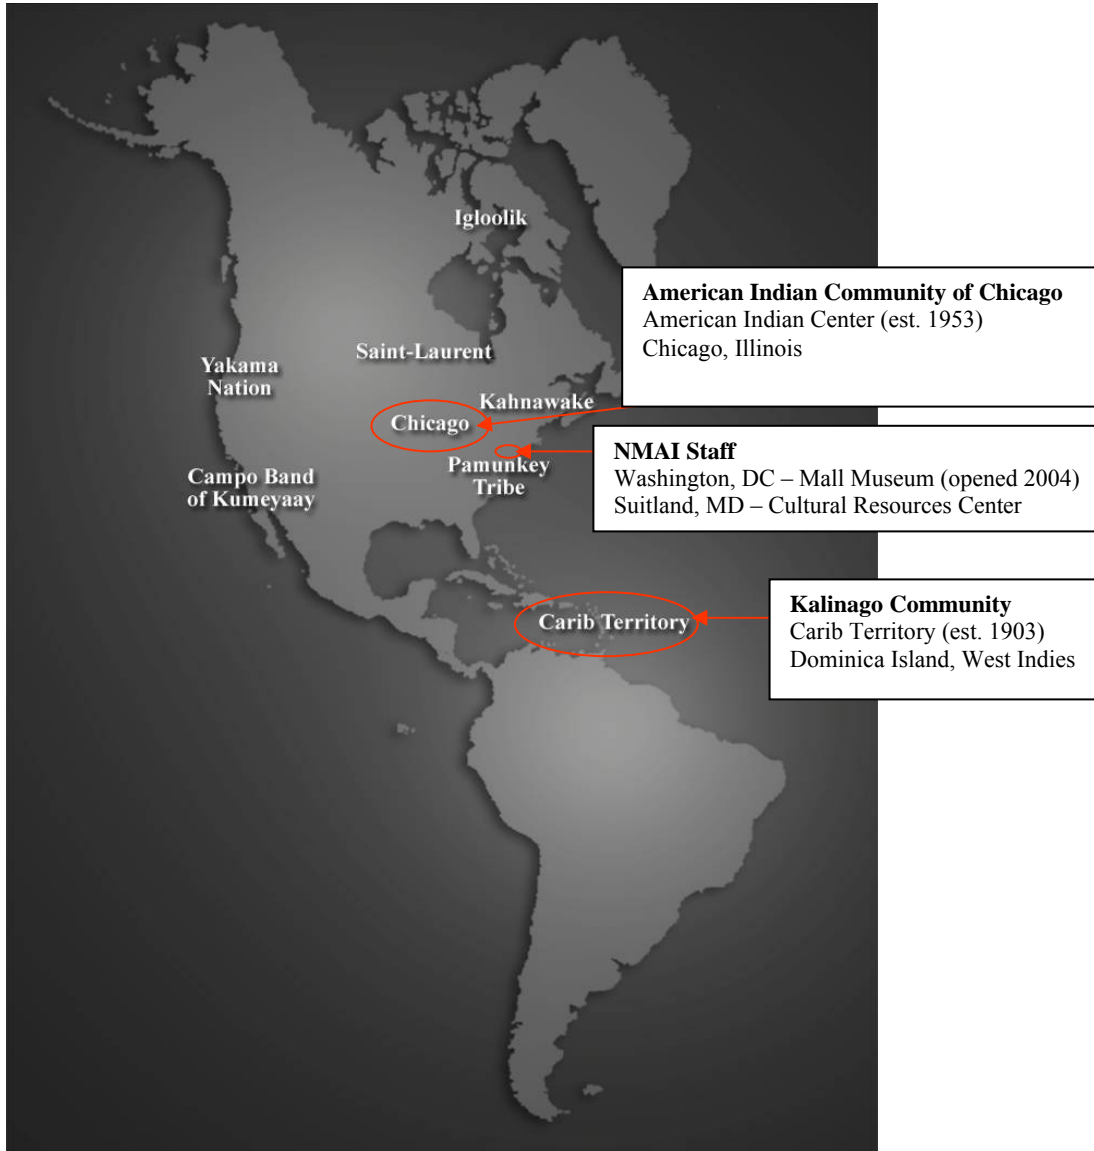 Igloolik
American Indian Community of Chicago
American Indian Center (est. 1953)
Chicago, Illinois
Saint-Laurent
Yakama
Nation
Kahnawake
Chicago
NMAI Staff
Washington, DC – Mall Museum (opened 2004)
Suitland, MD – Cultural Resources Center
Pamunkey
Tribe
Campo Band
of Kumeyaay
Kalinago Community
Carib Territory (est. 1903)
Dominica Island, West Indies
Carib Territory